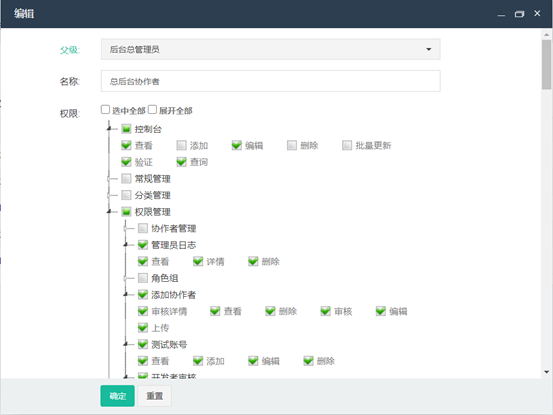 编辑
父级: 后台总管理员
名称: 总后台协作者
权限: 选中全部 展开全部
控制台
查看 添加 编辑 删除 批量更新
验证 查询
常规管理
分类管理
权限管理
协作者管理
管理员日志
查看 详情 删除
角色组
添加协作者
审核详情 查看 删除 审核 编辑
上传
测试账号
查看 添加 编辑 删除
开发者审核
确定 重置